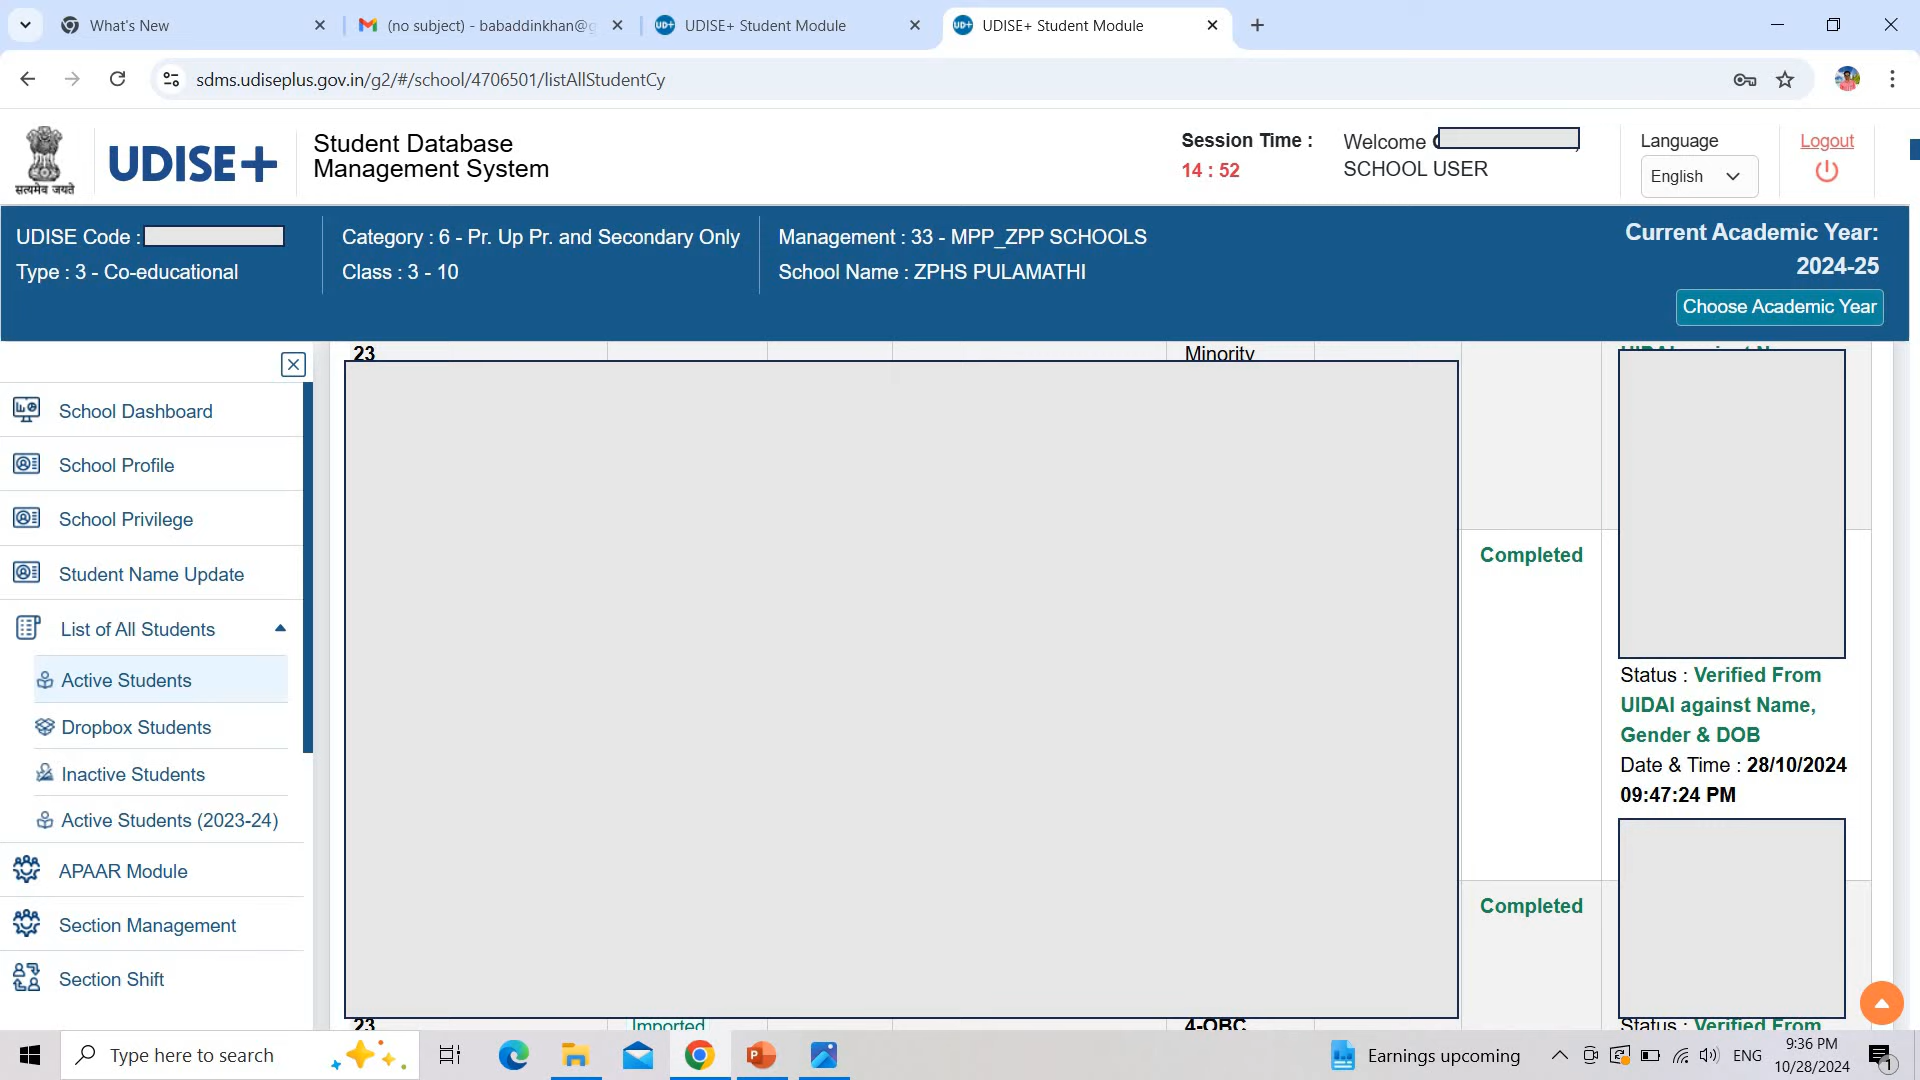 What's New
(no subject) - babaddinkhan@g
UDISE+ Student Module
UDISE+ Student Module
sdms.udiseplus.gov.in/g2/#/school/4706501/listAllStudentCy
सत्यमेव जयते
UDISE+
Student Database
Management System
Session Time :
14 : 52
Welcome
SCHOOL USER
Language
English
Logout
UDISE Code :
Type : 3 - Co-educational
Category : 6 - Pr. Up Pr. and Secondary Only
Class : 3 - 10
Management : 33 - MPP_ZPP SCHOOLS
School Name : ZPHS PULAMATHI
Current Academic Year:
2024-25
Choose Academic Year
School Dashboard
School Profile
School Privilege
Student Name Update
List of All Students
Active Students
Dropbox Students
Inactive Students
Active Students (2023-24)
APAAR Module
Section Management
Section Shift
23
Minority
Completed
Status : Verified From
UIDAI against Name,
Gender & DOB
Date & Time : 28/10/2024
09:47:24 PM
Completed
23
Imported
4-OBC
Status : Verified From
Type here to search
Earnings upcoming
ENG
9:36 PM
10/28/2024
1